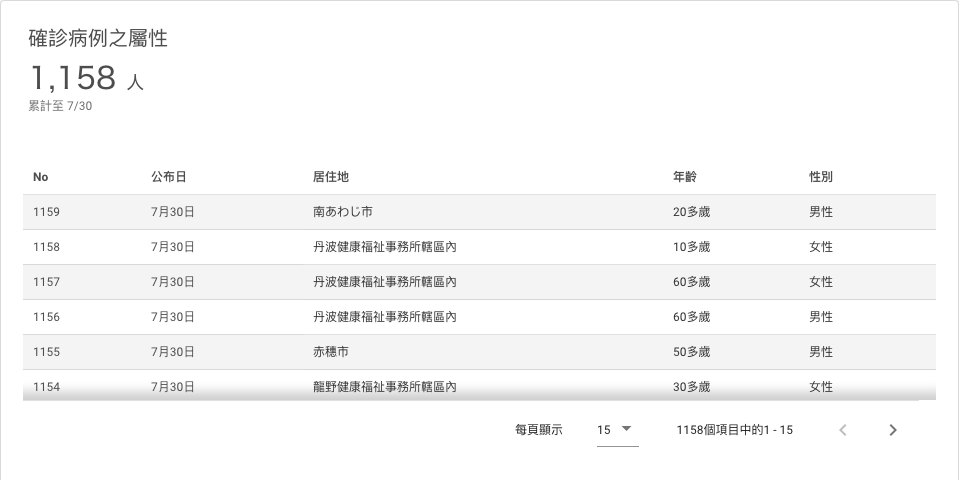 確診病例之屬性
1,158 人
累計至 7/30
No 公布日 居住地 年齡 性別
1159 7月30日 南あわじ市 20多歲 男性
1158 7月30日 丹波健康福祉事務所轄區內 10多歲 女性
1157 7月30日 丹波健康福祉事務所轄區內 60多歲 女性
1156 7月30日 丹波健康福祉事務所轄區內 60多歲 男性
1155 7月30日 赤穗市 50多歲 男性
1154 7月30日 龍野健康福祉事務所轄區內 30多歲 女性
每頁顯示 15 1158個項目中的1 - 15